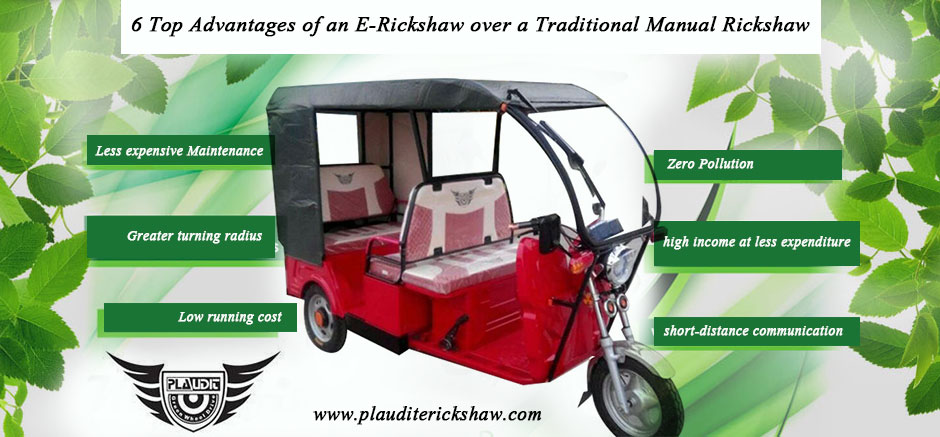 6 Top Advantages of an E-Rickshaw over a Traditional Manual Rickshaw
Less expensive Maintenance
Greater turning radius
Low running cost
Zero Pollution
high income at less expenditure
short-distance communication
PLAUDIT
www.plauditerickshaw.com